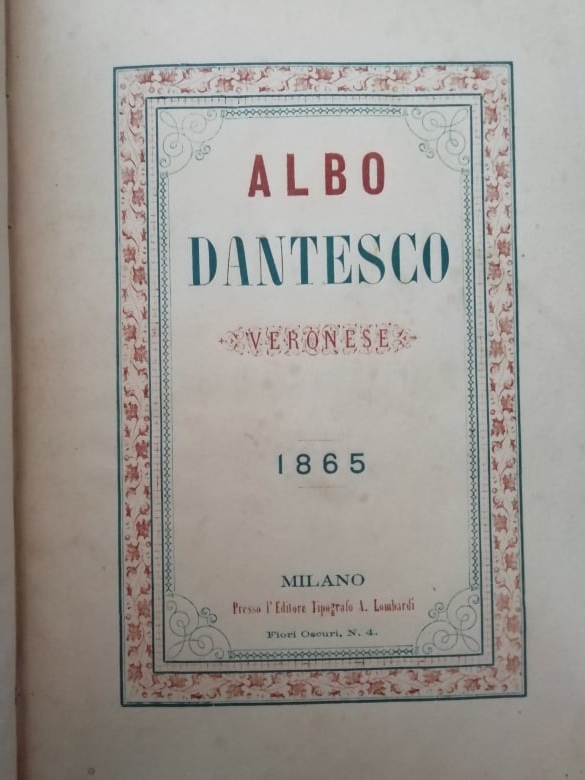 ALBO
DANTESCO
VERONESE
1865
MILANO
Presso l'Editore Tipografo A. Lombardi
Fiori Oscuri, N. 4.